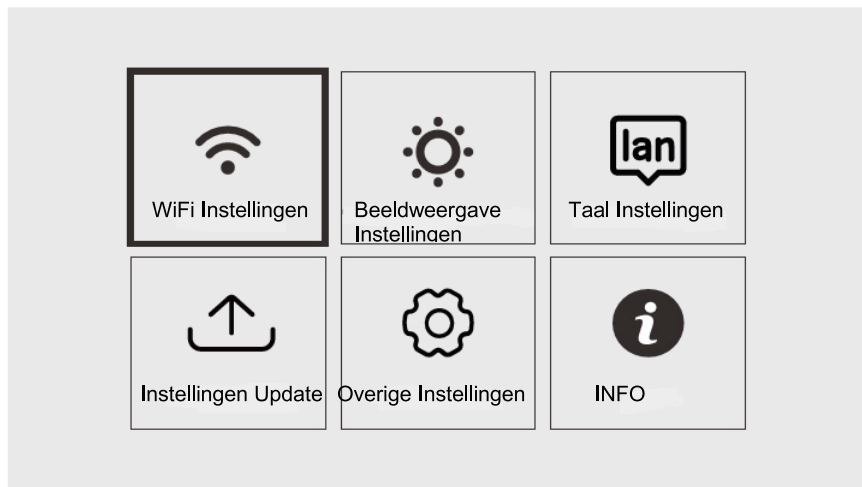 lan
WiFi Instellingen
Beeldweergave
Instellingen
Taal Instellingen
i
Instellingen Update
Overige Instellingen
INFO